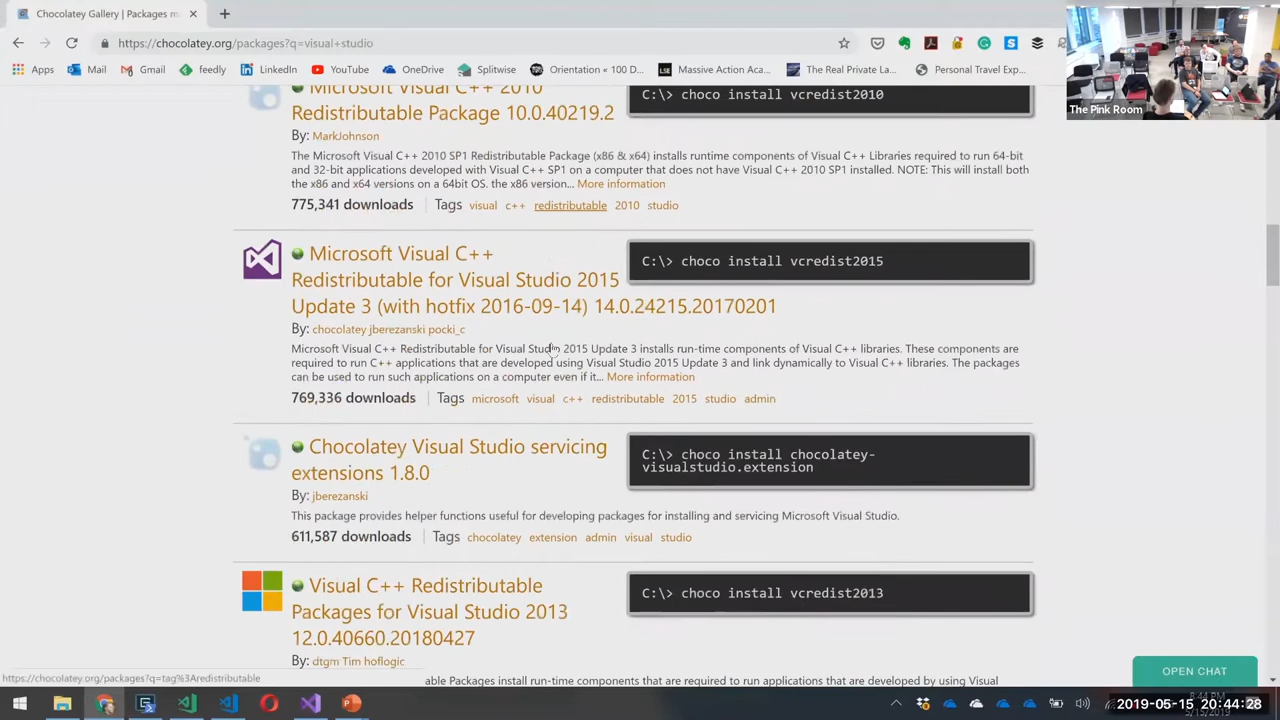 Chocolatey Gallery | Packages m
https://chocolatey.org/packages?q=visual+studio
Apps
Mail
Gmail
feedly
LinkedIn
YouTube
OneDrive
Splitwise
Orientation « 100 D...
Massive Action Aca...
The Real Private La...
Personal Travel Exp...
The Pink Room
Microsoft Visual C++ 2010
Redistributable Package 10.0.40219.2
C:\> choco install vcredist2010
By: MarkJohnson
The Microsoft Visual C++ 2010 SP1 Redistributable Package (x86 & x64) installs runtime components of Visual C++ Libraries required to run 64-bit
and 32-bit applications developed with Visual C++ SP1 on a computer that does not have Visual C++ 2010 SP1 installed. NOTE: This will install both
the x86 and x64 versions on a 64bit OS. the x86 version... More information
775,341 downloads Tags visual c++ redistributable 2010 studio
Microsoft Visual C++
Redistributable for Visual Studio 2015
Update 3 (with hotfix 2016-09-14) 14.0.24215.20170201
C:\> choco install vcredist2015
By: chocolatey jberezanski pocki_c
Microsoft Visual C++ Redistributable for Visual Studio 2015 Update 3 installs run-time components of Visual C++ libraries. These components are
required to run C++ applications that are developed using Visual Studio 2015 Update 3 and link dynamically to Visual C++ libraries. The packages
can be used to run such applications on a computer even if it... More information
769,336 downloads Tags microsoft visual c++ redistributable 2015 studio admin
Chocolatey Visual Studio servicing
extensions 1.8.0
C:\> choco install chocolatey-
visualstudio.extension
By: jberezanski
This package provides helper functions useful for developing packages for installing and servicing Microsoft Visual Studio.
611,587 downloads Tags chocolatey extension admin visual studio
Visual C++ Redistributable
Packages for Visual Studio 2013
12.0.40660.20180427
C:\> choco install vcredist2013
By: dtgm Tim hoflogic
able Packages install run-time components that are required to run applications that are developed by using Visual
https://chocolatey.org/packages?q=tag%3Aredistributable
OPEN CHAT
8:44 PM
2019-05-15 20:44:28
5/15/2019